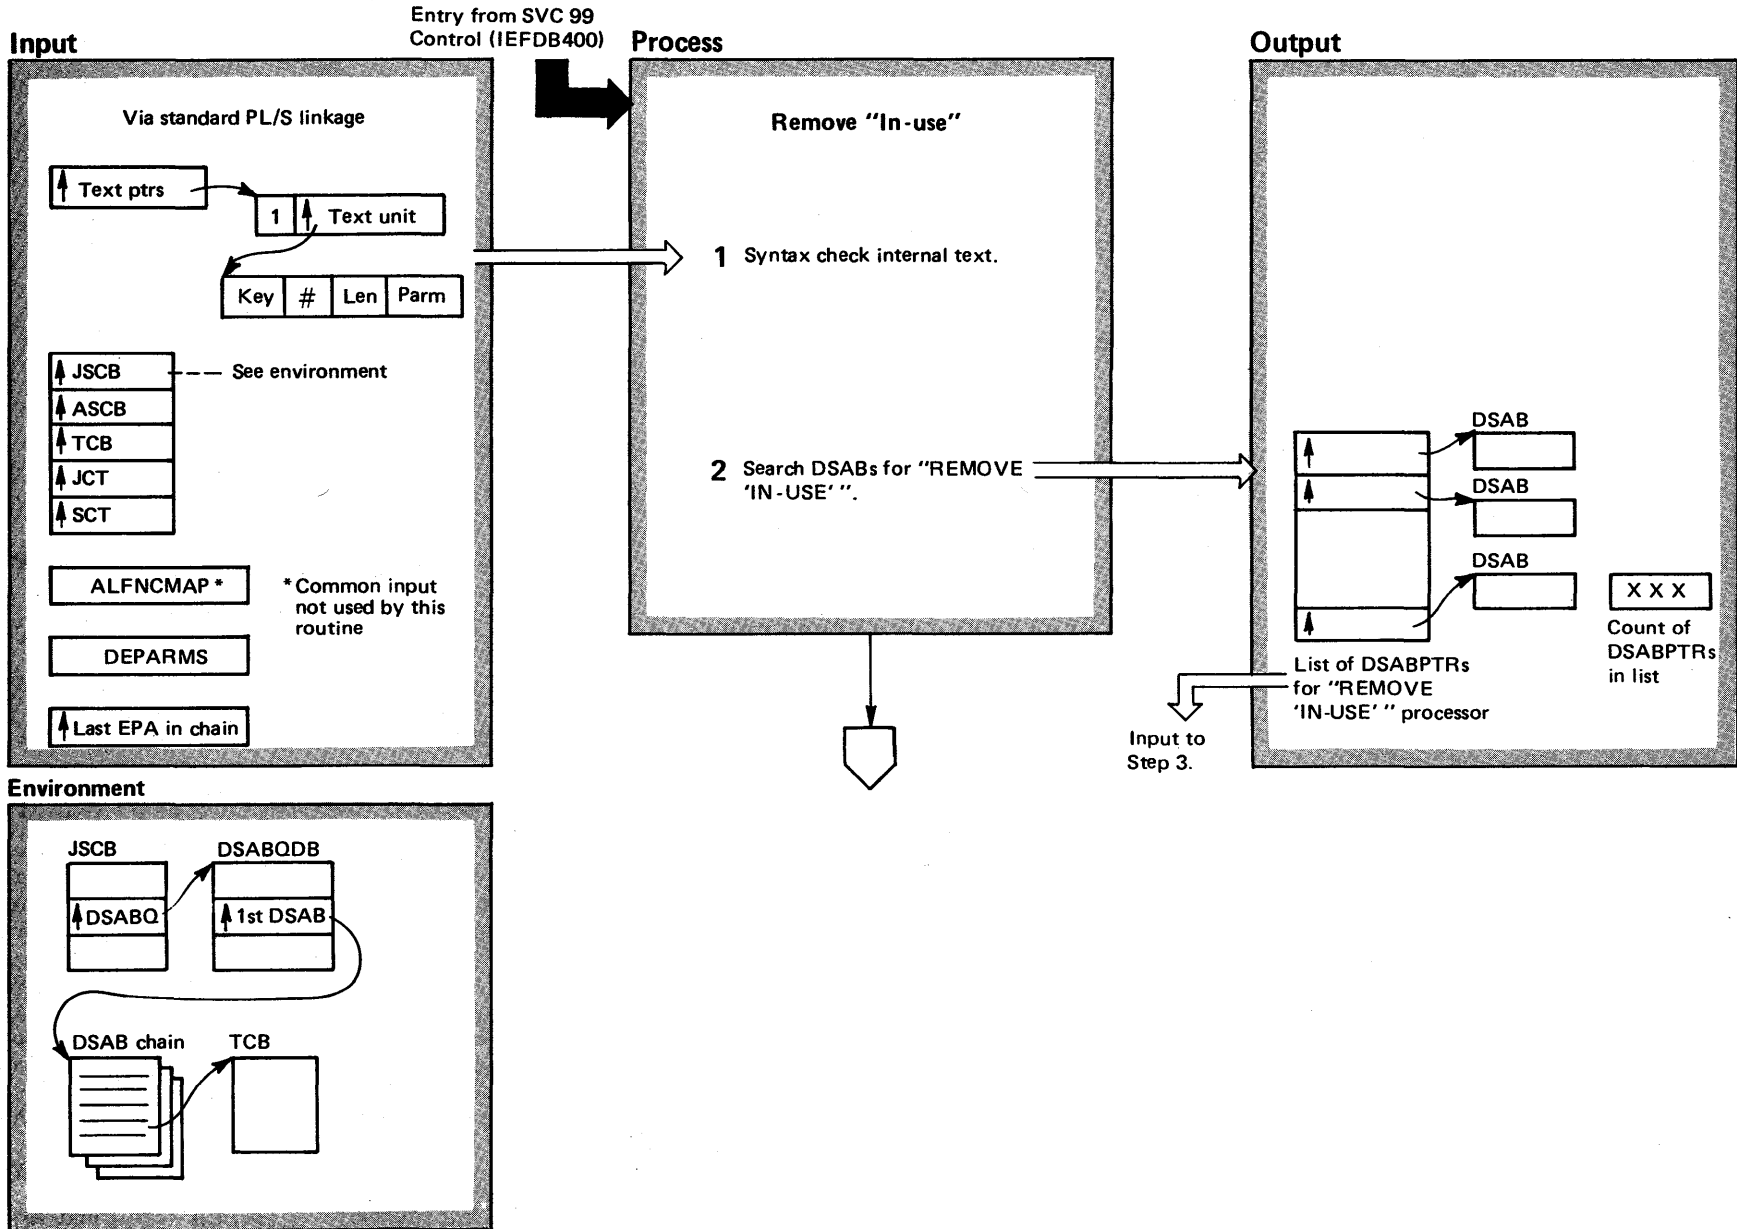 Entry from SVC 99
Control (IEFDB400)
Input
Process
Output
Via standard PL/S linkage
Text ptrs
1 Text unit
Key # Len Parm
JSCB
See environment
ASCB
TCB
JCT
SCT
ALFNCMAP *
* Common input
not used by this
routine
DEPARMS
Last EPA in chain
Remove "In-use"
1 Syntax check internal text.
2 Search DSABs for "REMOVE
'IN-USE' ".
DSAB
DSAB
DSAB
X X X
Count of
DSABPTRs
in list
List of DSABPTRs
for "REMOVE
'IN-USE' " processor
Input to
Step 3.
Environment
JSCB
DSABQDB
DSABQ
1st DSAB
DSAB chain
TCB